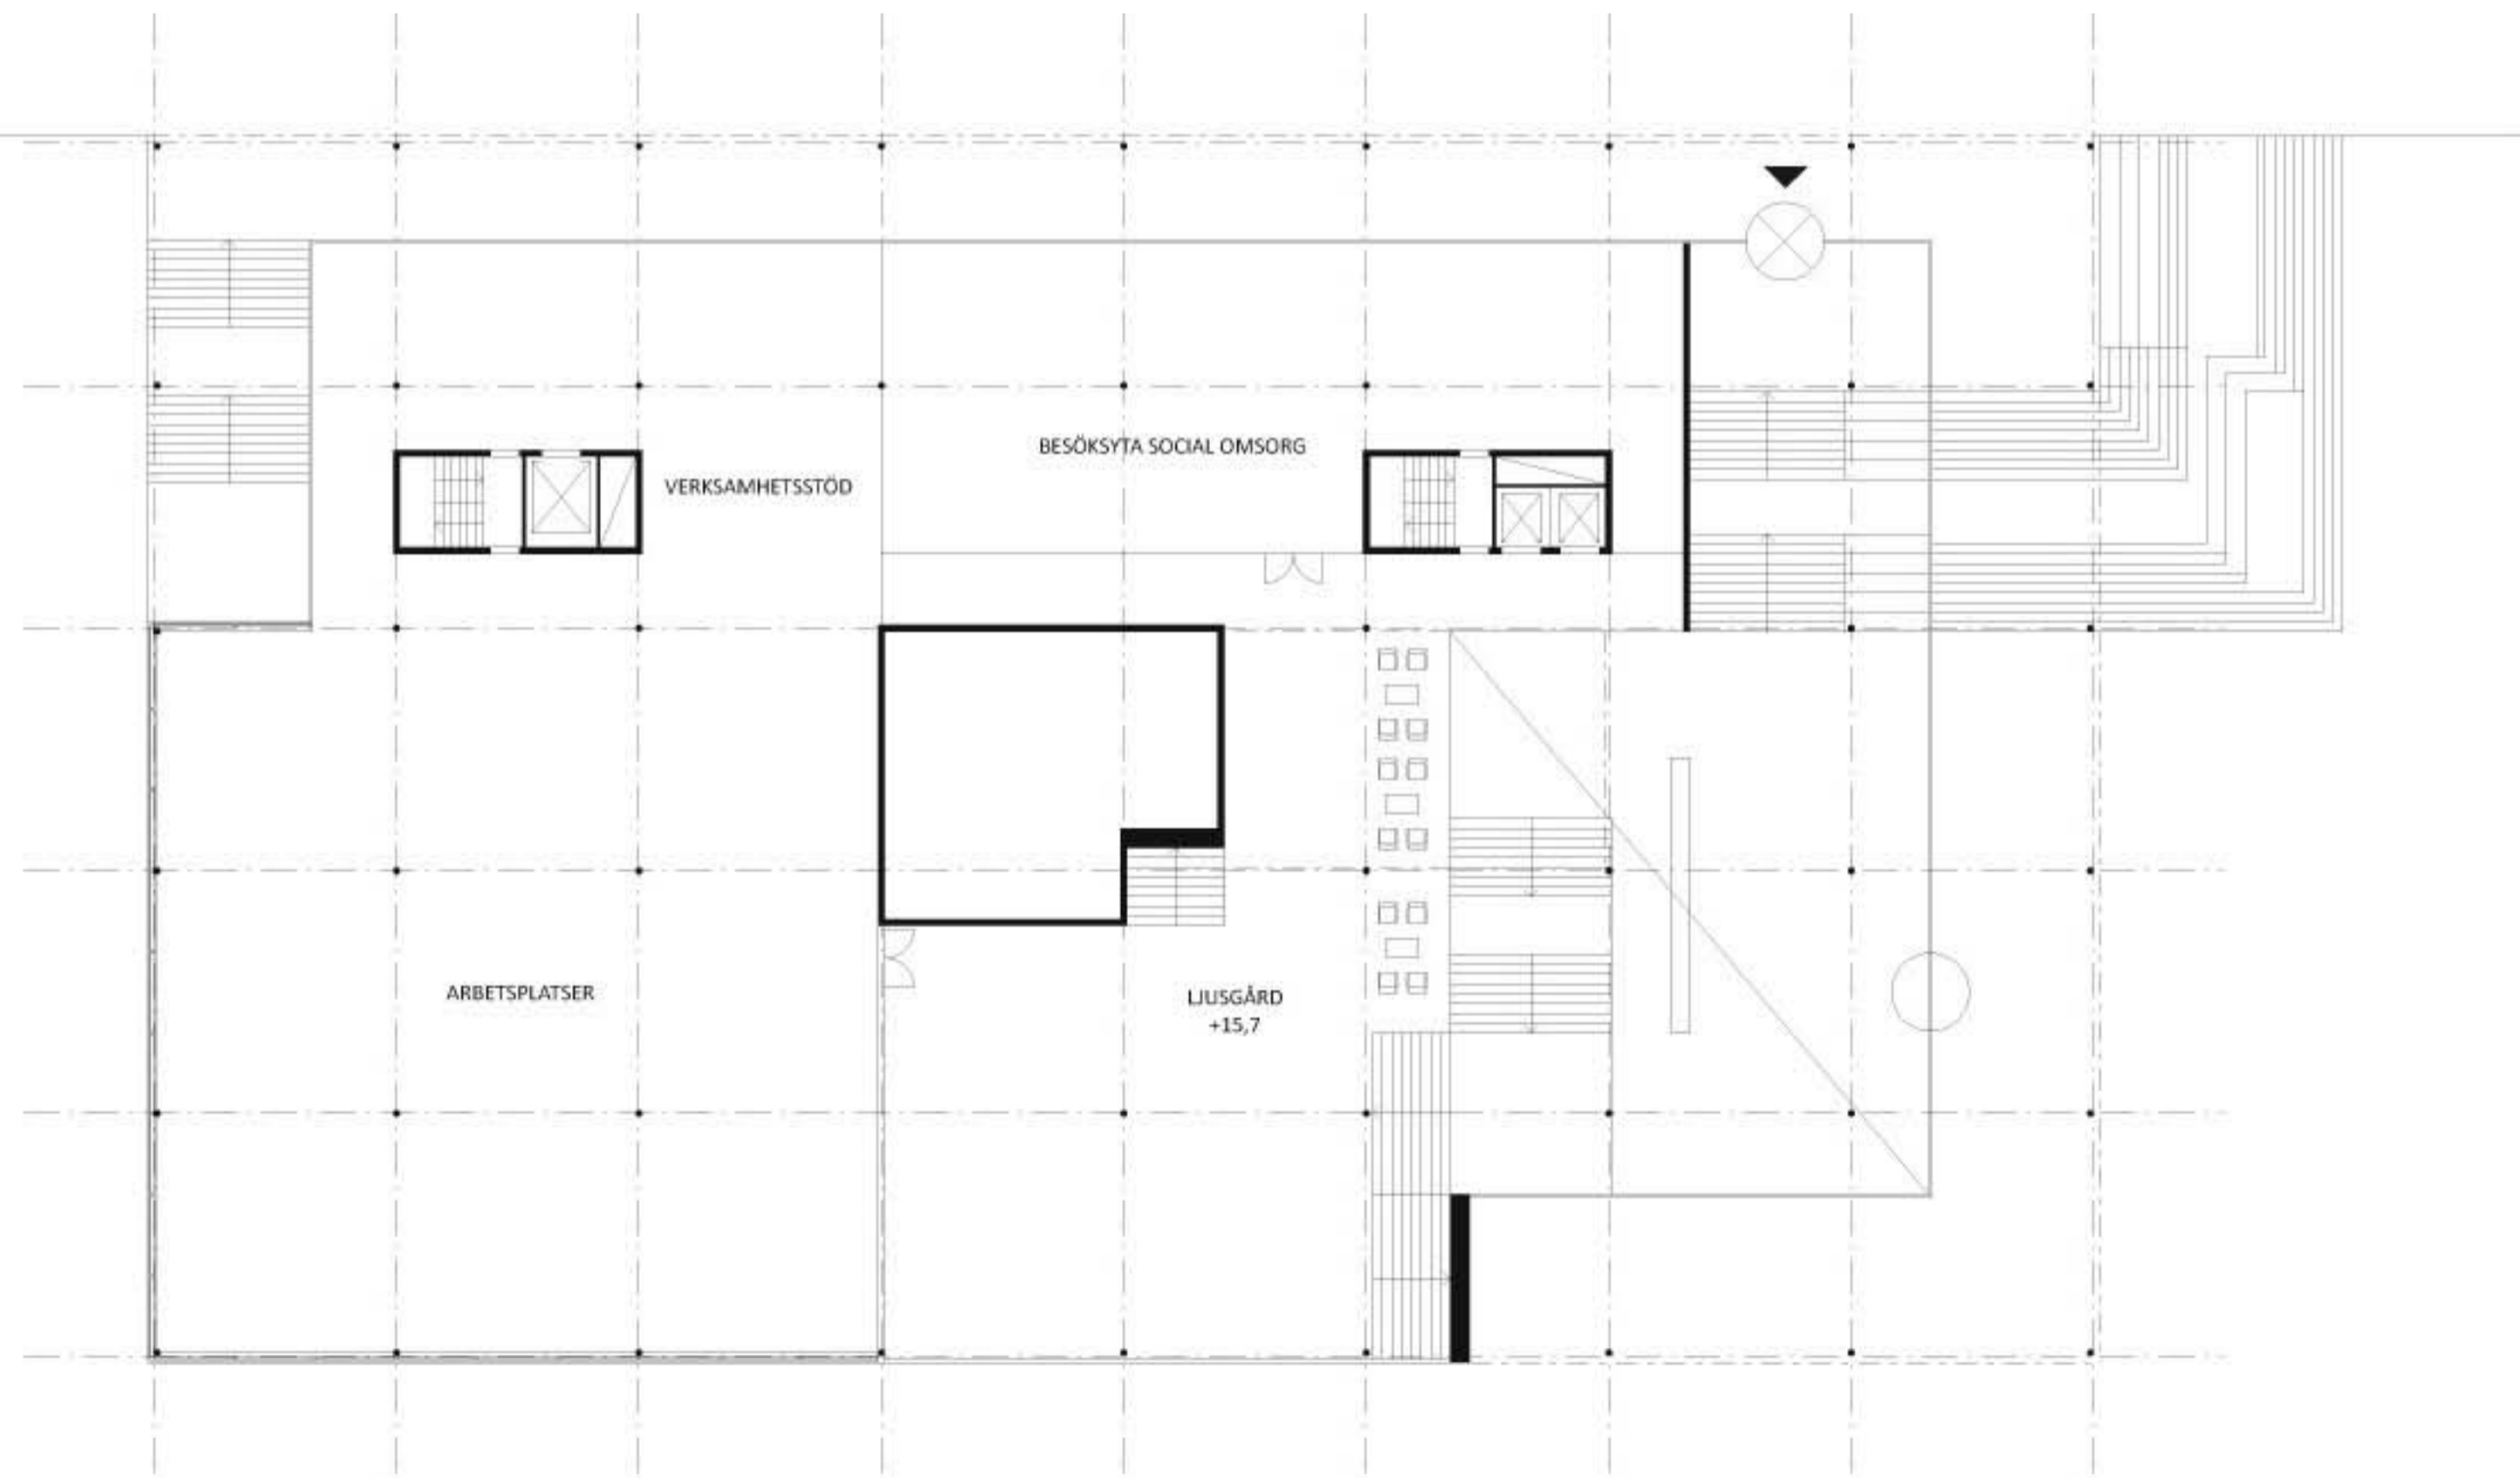 BESÖKSYTA SOCIAL OMSORG
VERKSAMHETSSTÖD
ARBETSPLATSER
LJUSGÅRD
+15,7